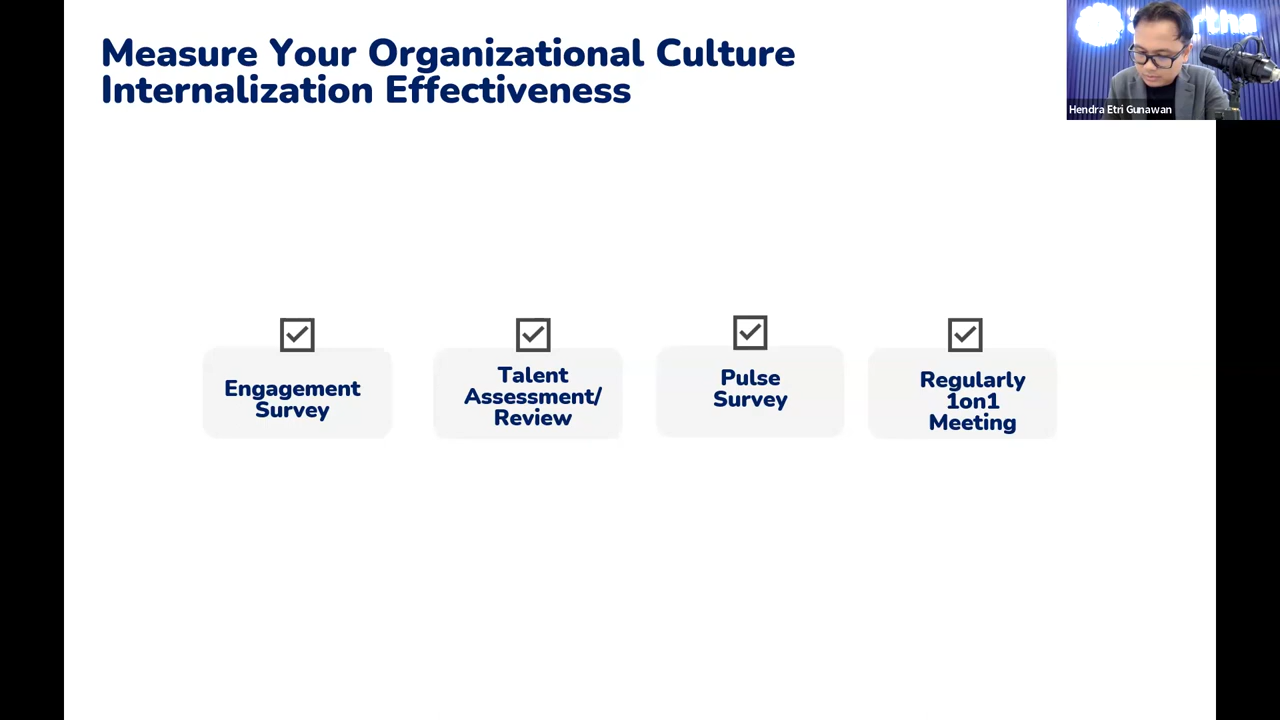 Measure Your Organizational Culture
Internalization Effectiveness
Hendra Etri Gunawan
Engagement
Survey
Talent
Assessment/
Review
Pulse
Survey
Regularly
1on1
Meeting